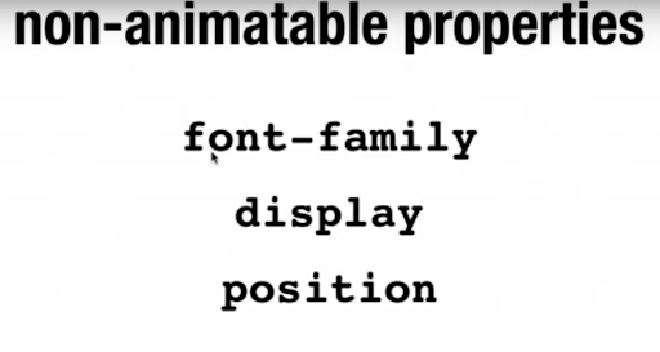 non-animatable properties
font-family
display
position